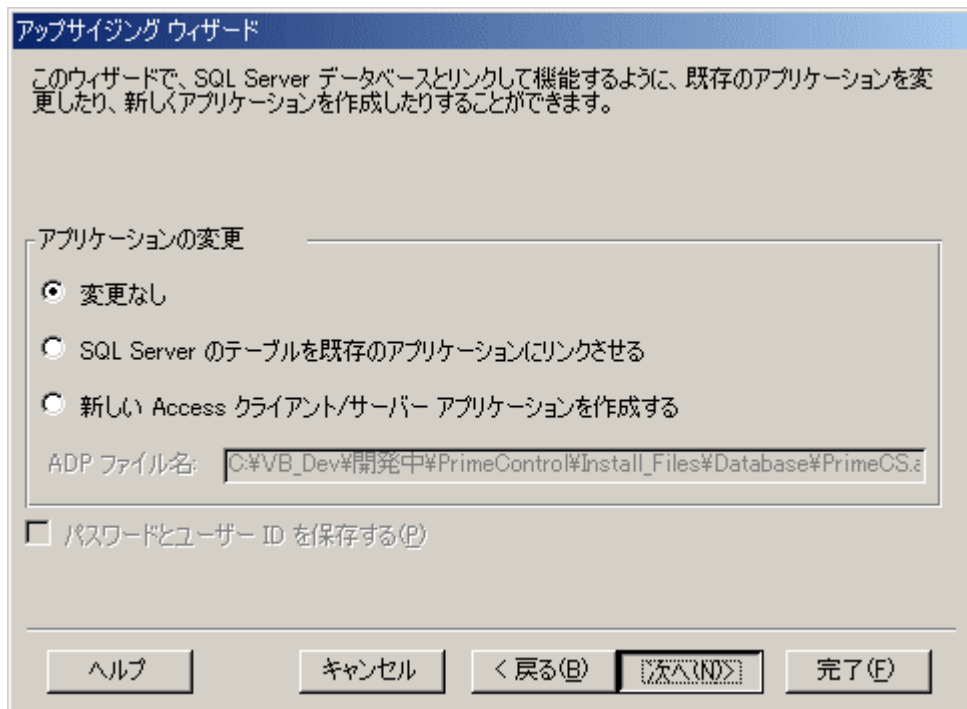 アップサイジング ウィザード
このウィザードで、SQL Server データベースとリンクして機能するように、既存のアプリケーションを変
更したり、新しくアプリケーションを作成したりすることができます。
アプリケーションの変更
変更なし
SQL Server のテーブルを既存のアプリケーションにリンクさせる
新しい Access クライアント/サーバー アプリケーションを作成する
ADP ファイル名: C:¥VB_Dev¥開発中¥PrimeControl¥Install_Files¥Database¥PrimeCS.a
パスワードとユーザー ID を保存する(P)
ヘルプ キャンセル < 戻る(B) 次へ(N)> 完了(F)